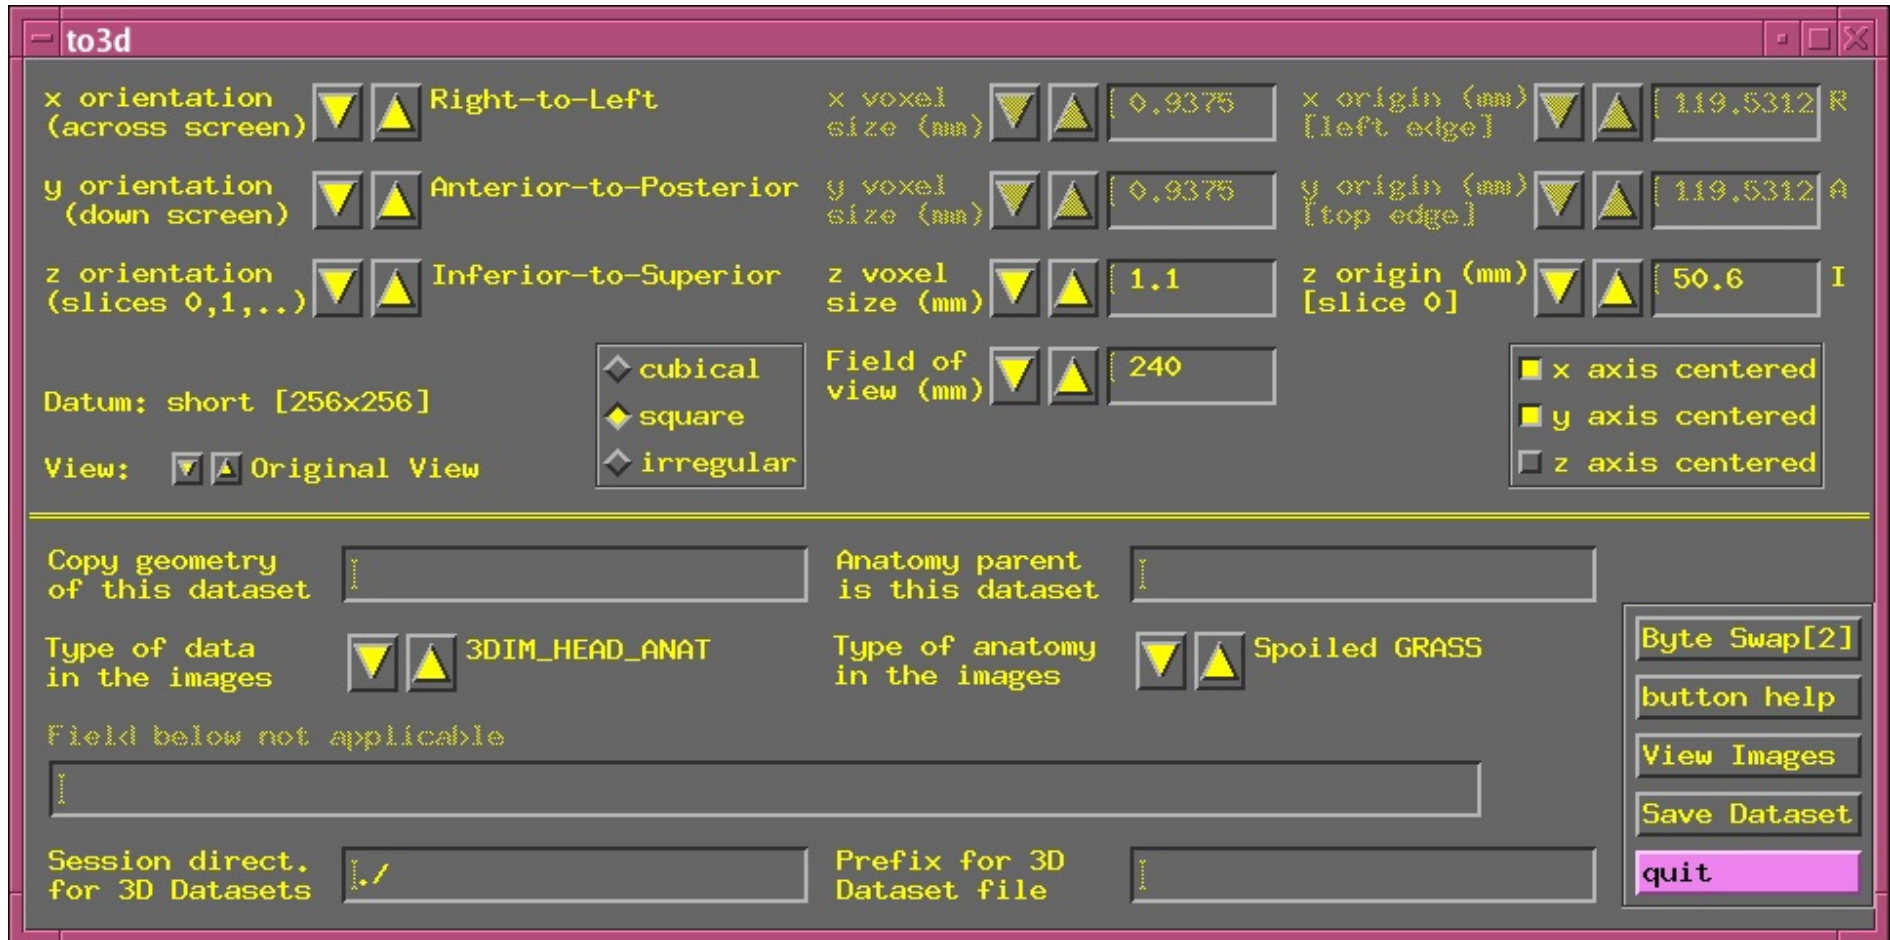 to3d
x orientation
(across screen)
Right-to-Left
x voxel
size (mm)
0.9375
x origin (mm)
[left edge]
119.5312
R
y orientation
(down screen)
Anterior-to-Posterior
y voxel
size (mm)
0.9375
y origin (mm)
[top edge]
119.5312
A
z orientation
(slices 0,1,..)
Inferior-to-Superior
z voxel
size (mm)
1.1
z origin (mm)
[slice 0]
50.6
I
Datum: short [256x256]
cubical
square
irregular
Field of
view (mm)
240
x axis centered
y axis centered
z axis centered
View: Original View
Copy geometry
of this dataset
Anatomy parent
is this dataset
Type of data
in the images
3DIM_HEAD_ANAT
Type of anatomy
in the images
Spoiled GRASS
Field below not applicable
Session direct.
for 3D Datasets
./
Prefix for 3D
Dataset file
Byte Swap[2]
button help
View Images
Save Dataset
quit